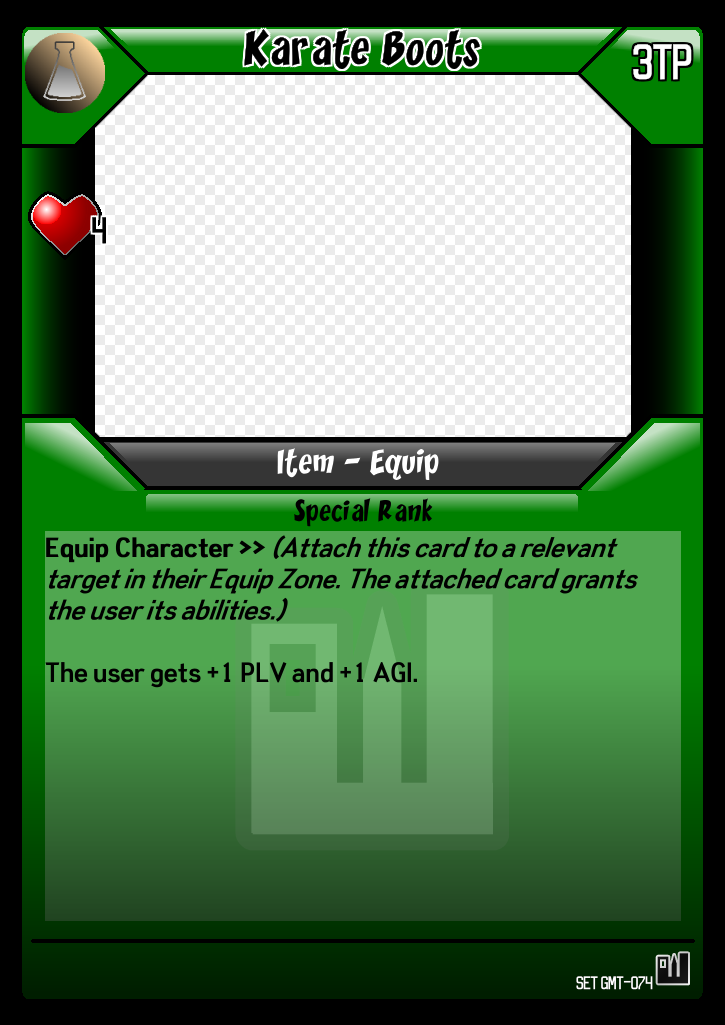 Karate Boots
3TP
4
Item - Equip
Special Rank
Equip Character >> (Attach this card to a relevant
target in their Equip Zone. The attached card grants
the user its abilities.)
The user gets +1 PLV and +1 AGI.
SET GMT-074